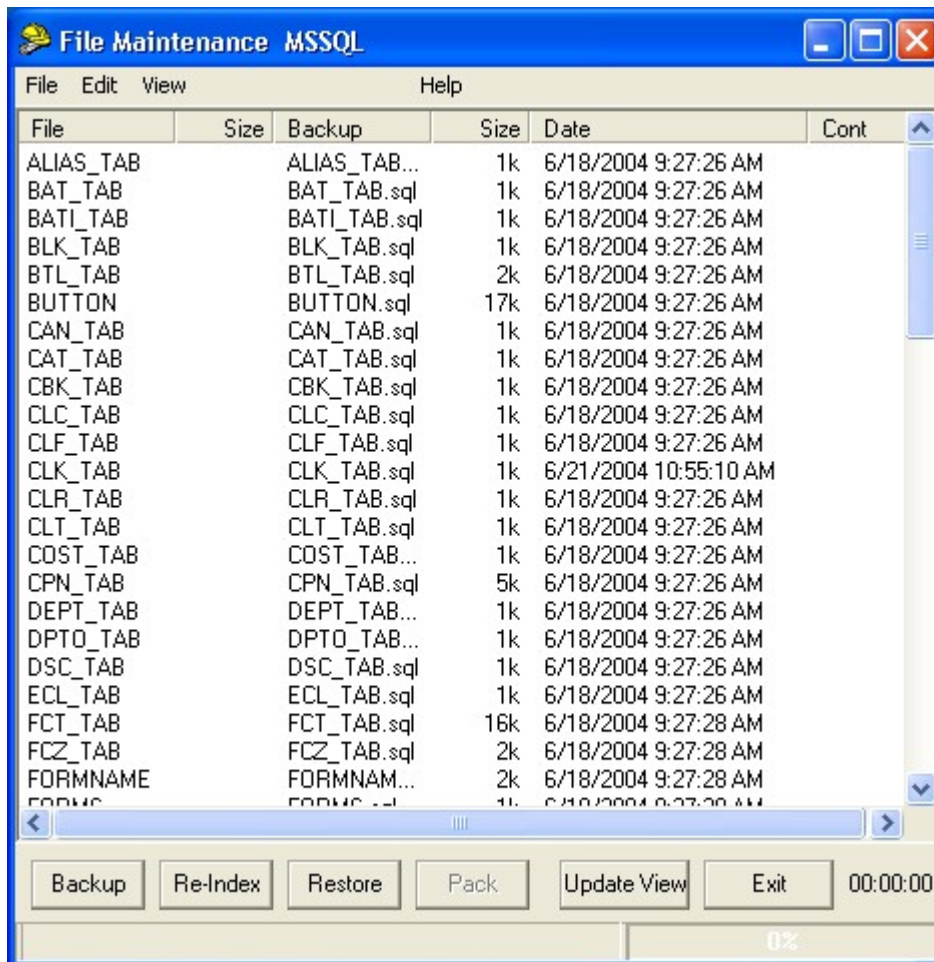 File Maintenance MSSQL
File Edit View Help
File Size Backup Size Date Cont
ALIAS_TAB ALIAS_TAB... 1k 6/18/2004 9:27:26 AM
BAT_TAB BAT_TAB.sql 1k 6/18/2004 9:27:26 AM
BATI_TAB BATI_TAB.sql 1k 6/18/2004 9:27:26 AM
BLK_TAB BLK_TAB.sql 1k 6/18/2004 9:27:26 AM
BTL_TAB BTL_TAB.sql 2k 6/18/2004 9:27:26 AM
BUTTON BUTTON.sql 17k 6/18/2004 9:27:26 AM
CAN_TAB CAN_TAB.sql 1k 6/18/2004 9:27:26 AM
CAT_TAB CAT_TAB.sql 1k 6/18/2004 9:27:26 AM
CBK_TAB CBK_TAB.sql 1k 6/18/2004 9:27:26 AM
CLC_TAB CLC_TAB.sql 1k 6/18/2004 9:27:26 AM
CLF_TAB CLF_TAB.sql 1k 6/18/2004 9:27:26 AM
CLK_TAB CLK_TAB.sql 1k 6/21/2004 10:55:10 AM
CLR_TAB CLR_TAB.sql 1k 6/18/2004 9:27:26 AM
CLT_TAB CLT_TAB.sql 1k 6/18/2004 9:27:26 AM
COST_TAB COST_TAB... 1k 6/18/2004 9:27:26 AM
CPN_TAB CPN_TAB.sql 5k 6/18/2004 9:27:26 AM
DEPT_TAB DEPT_TAB... 1k 6/18/2004 9:27:26 AM
DPTO_TAB DPTO_TAB... 1k 6/18/2004 9:27:26 AM
DSC_TAB DSC_TAB.sql 1k 6/18/2004 9:27:26 AM
ECL_TAB ECL_TAB.sql 1k 6/18/2004 9:27:26 AM
FCT_TAB FCT_TAB.sql 16k 6/18/2004 9:27:28 AM
FCZ_TAB FCZ_TAB.sql 2k 6/18/2004 9:27:28 AM
FORMNAME FORMNAM... 2k 6/18/2004 9:27:28 AM
Backup Re-Index Restore Pack Update View Exit 00:00:00
0%